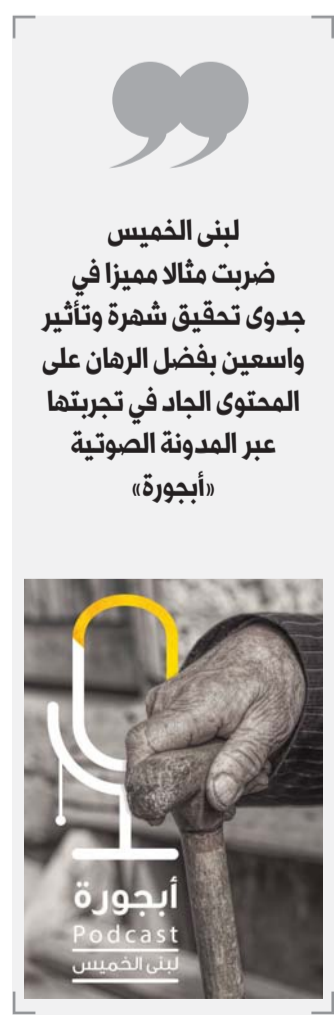 لبنى الخميس
ضربت مثالا مميزا في
جدوى تحقيق شهرة وتأثير
واسعين بفضل الرهان على
المحتوى الجاد في تجربتها
عبر المدونة الصوتية
«أبجورة»
أبجورة
Podcast
لبنى الخميس